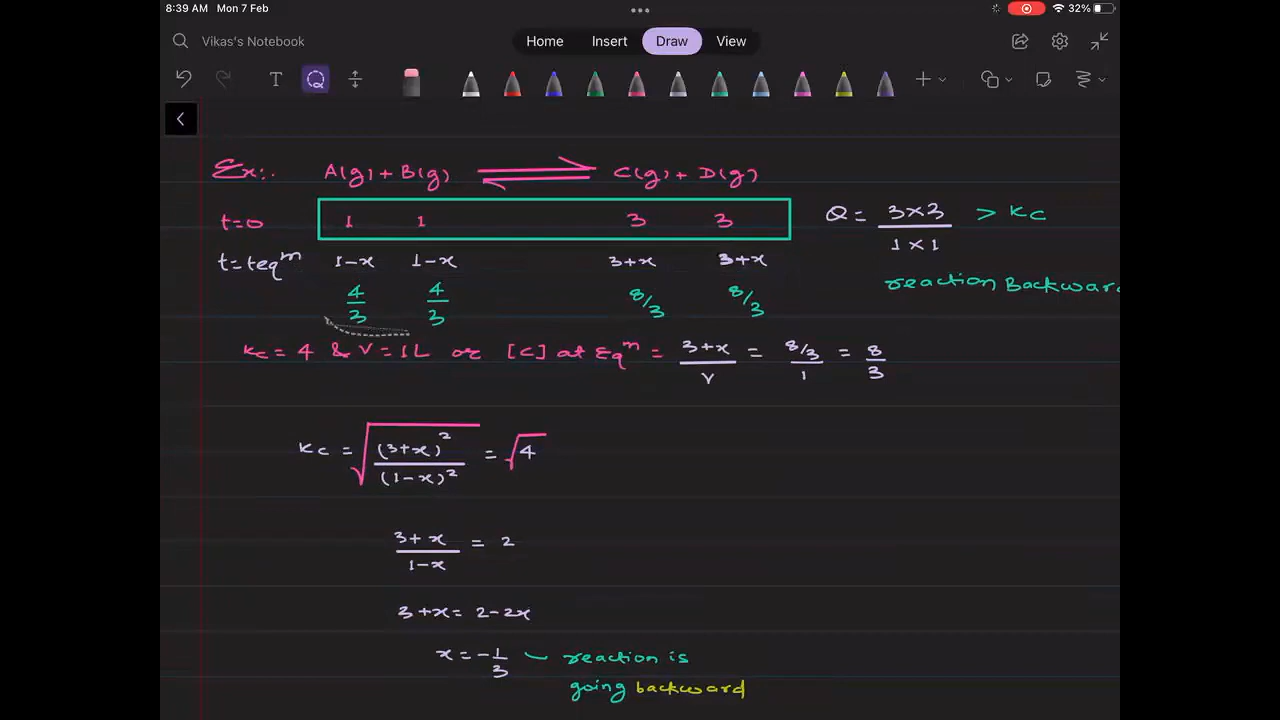 8:39 AM Mon 7 Feb
32%
Vikas's Notebook
Home Insert Draw View
T
Ex:. A(g) + B(g) ⇌ C(g) + D(g)
t=0 1 1 3 3
Q = 3×3 / 1×1 > Kc
t=teqᵐ 1-x 1-x 3+x 3+x
reaction Backward
4/3 4/3 8/3 8/3
Kc = 4 & V = 1L or [C] at Eqᵐ = 3+x / V = 8/3 / 1 = 8/3
Kc = √((3+x)² / (1-x)²) = √4
3+x / 1-x = 2
3+x = 2-2x
x = -1/3 reaction is
going backward